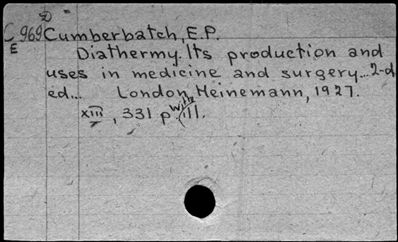 D =
C969 Cumberbatch, E.P.
E Diathermy. Its production and
uses in medicine and surgery... 2-d
ed... London, Heinemann, 1927.
xiii, 331 p. with ill.